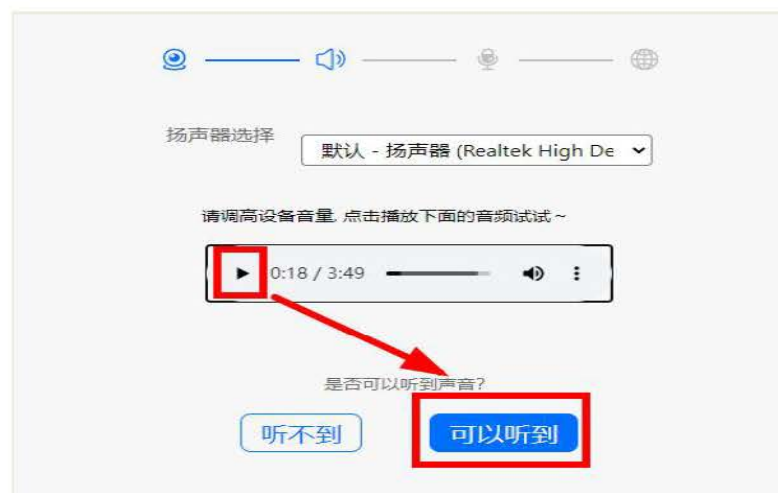 扬声器选择
默认 - 扬声器 (Realtek High De
请调高设备音量, 点击播放下面的音频试试~
0:18 / 3:49
是否可以听到声音?
听不到
可以听到